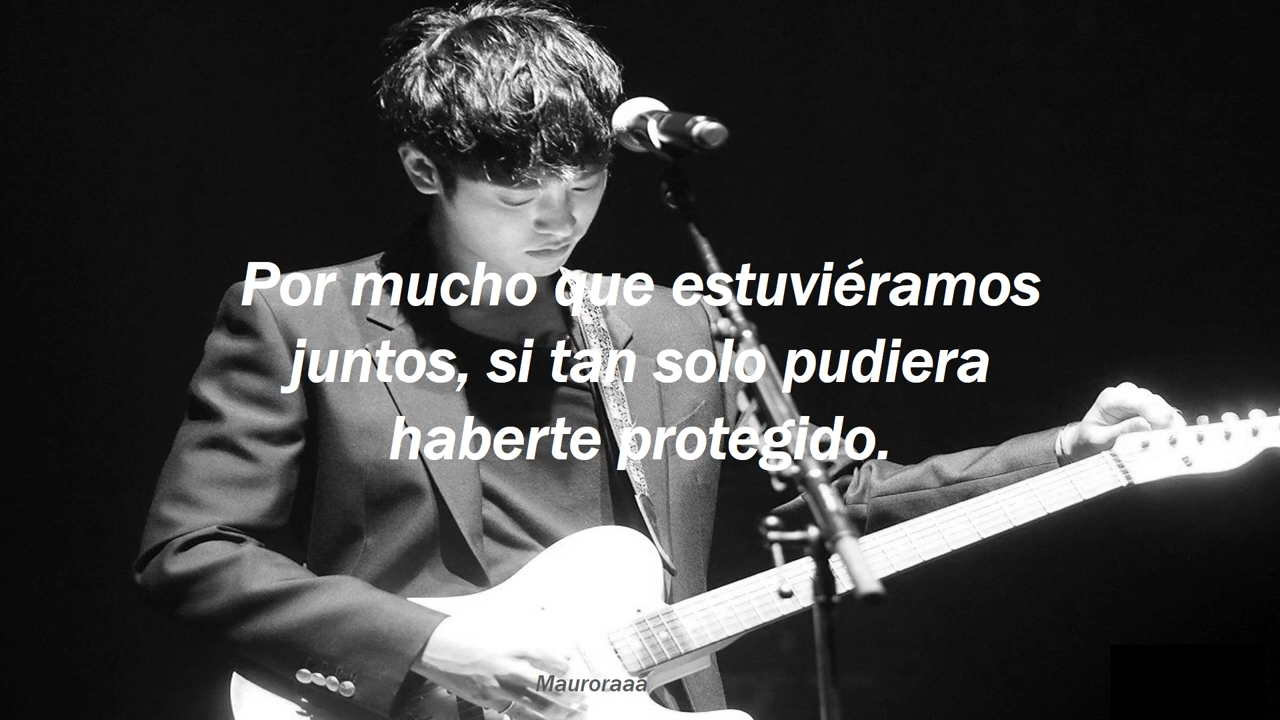 Por mucho que estuviéramos
juntos, si tan solo pudiera
haberte protegido.
Mauroraaa